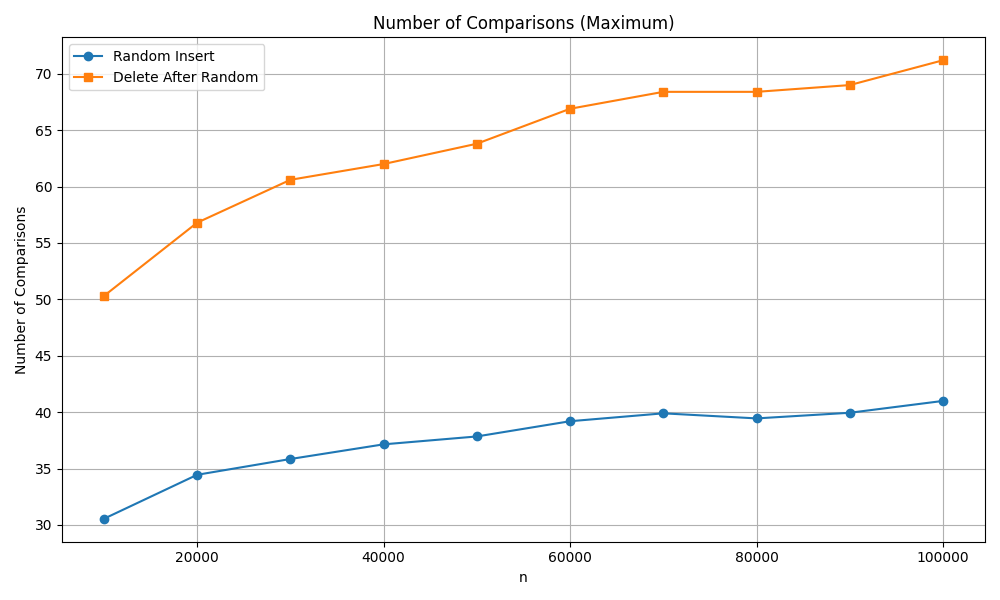 Number of Comparisons (Maximum)
Random Insert
Delete After Random
Number of Comparisons
70
65
60
55
50
45
40
35
30
20000 40000 60000 80000 100000
n